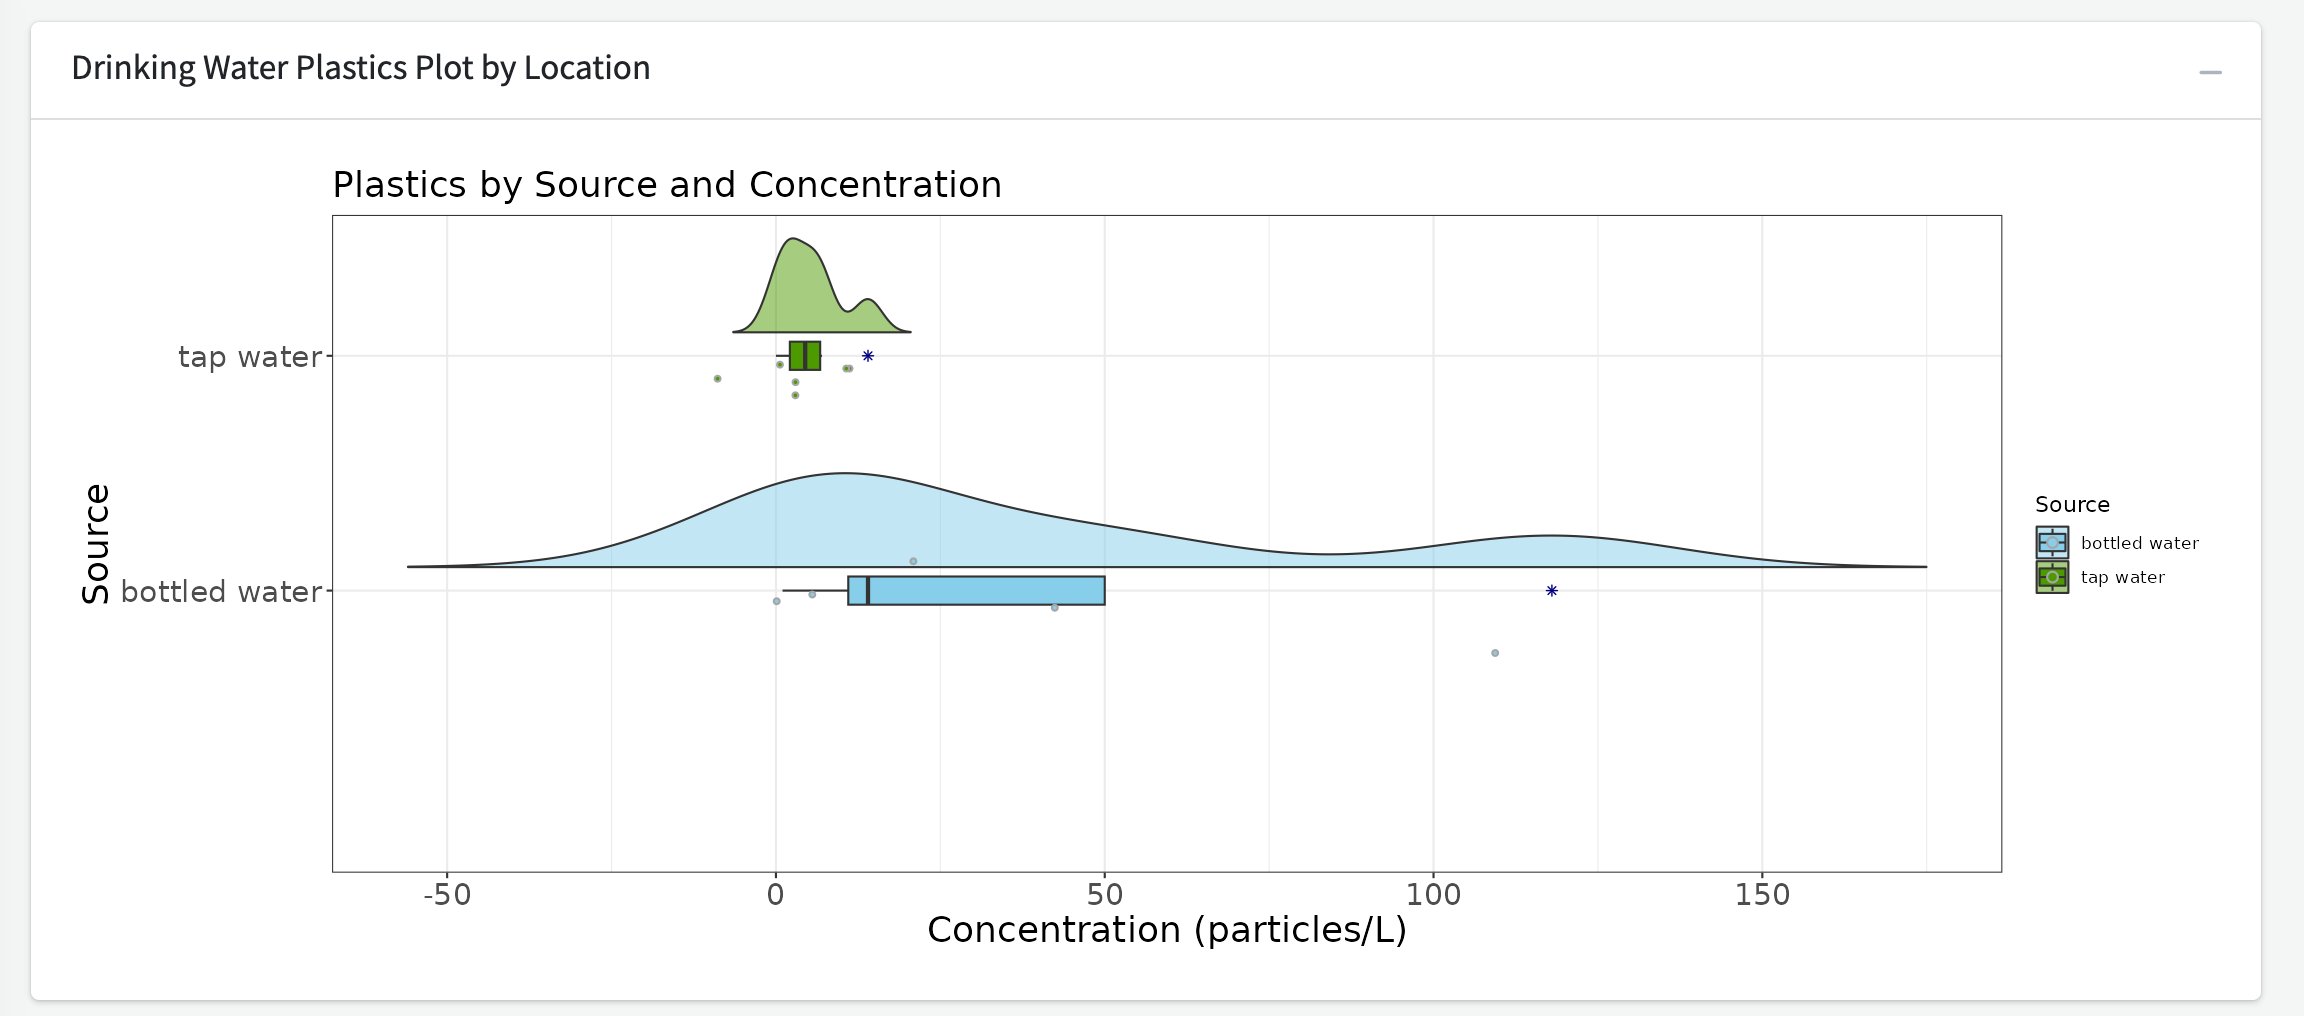 Drinking Water Plastics Plot by Location
Plastics by Source and Concentration
tap water
bottled water
Source
-50 0 50 100 150
Concentration (particles/L)
Source
bottled water
tap water